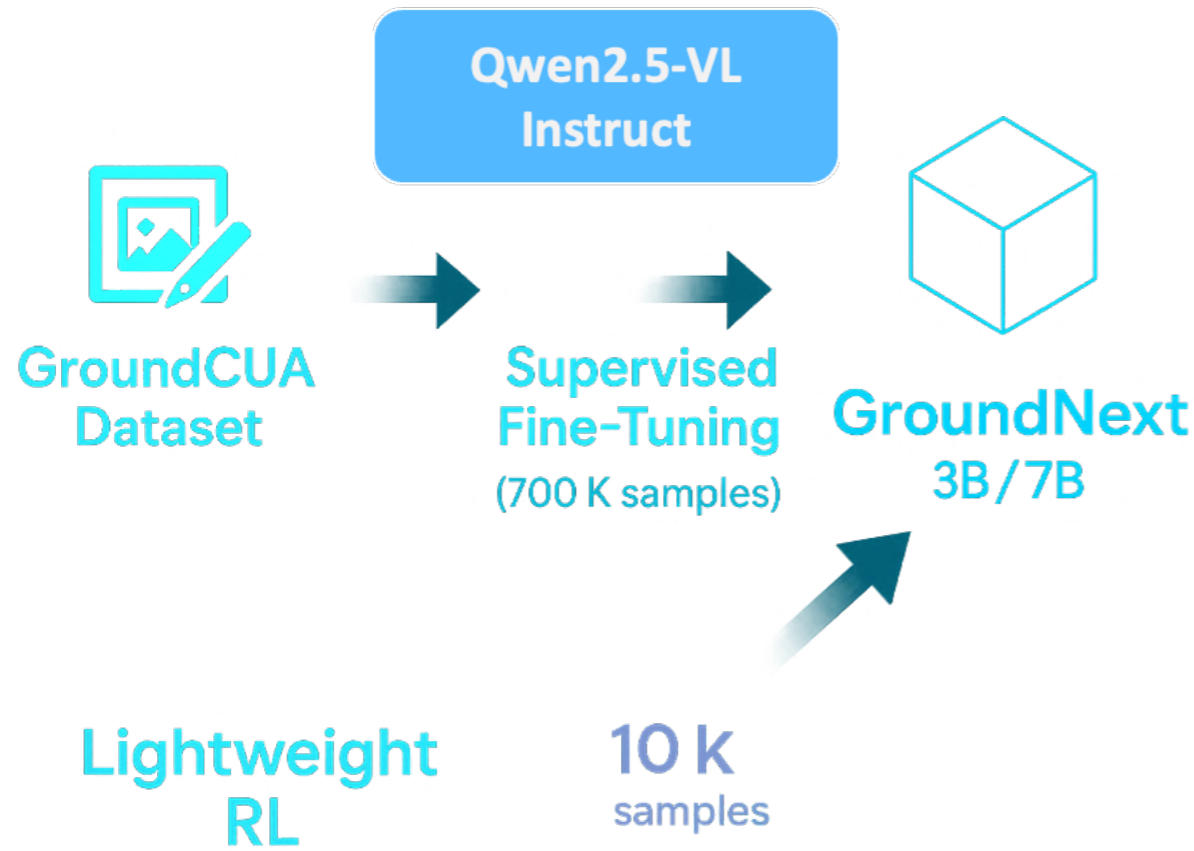 Qwen2.5-VL
Instruct
GroundCUA
Dataset
Supervised
Fine-Tuning
(700 K samples)
GroundNext
3B/7B
Lightweight
RL
10 k
samples